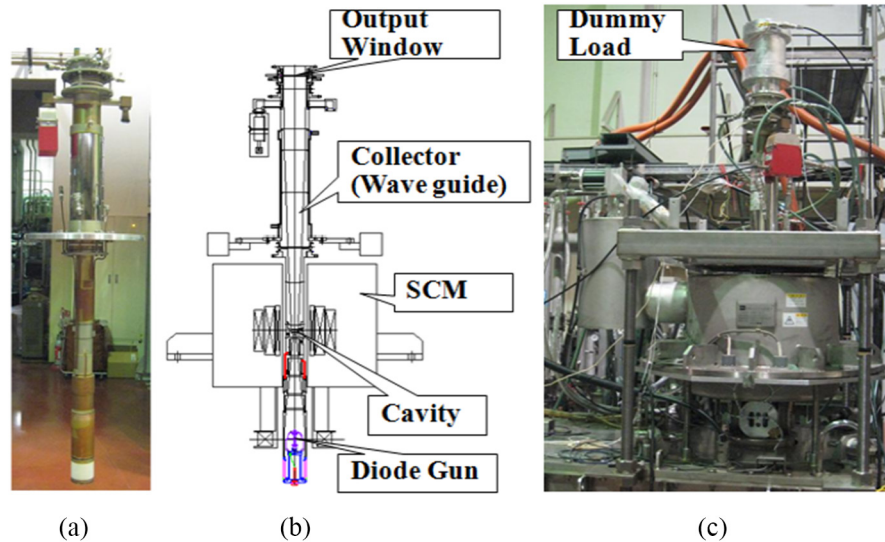 Output
Window
Collector
(Wave guide)
SCM
Cavity
Diode Gun
Dummy
Load
(a)
(b)
(c)